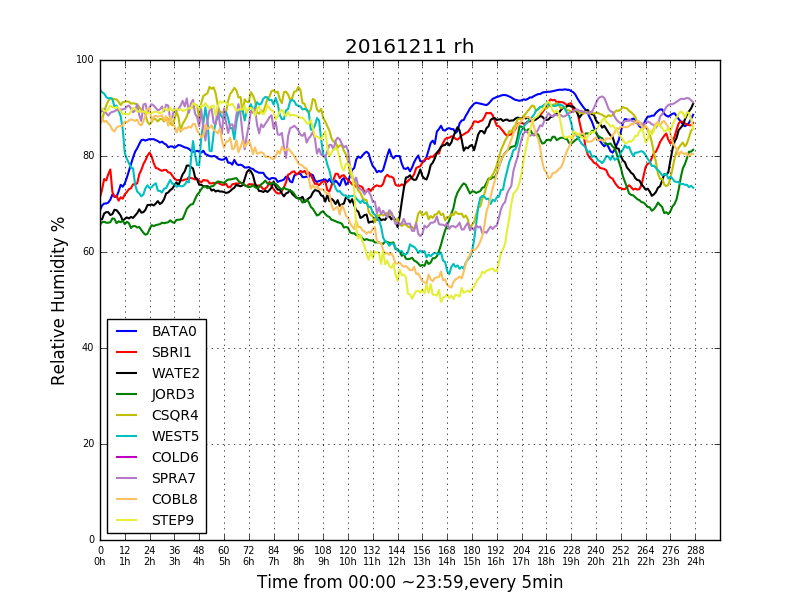 20161211 rh
Relative Humidity %
100
80
60
40
20
0
BATA0
SBRI1
WATE2
JORD3
CSQR4
WEST5
COLD6
SPRA7
COBL8
STEP9
0 12 24 36 48 60 72 84 96 108 120 132 144 156 168 180 192 204 216 228 240 252 264 276 288
0h 1h 2h 3h 4h 5h 6h 7h 8h 9h 10h 11h 12h 13h 14h 15h 16h 17h 18h 19h 20h 21h 22h 23h 24h
Time from 00:00 ~23:59,every 5min